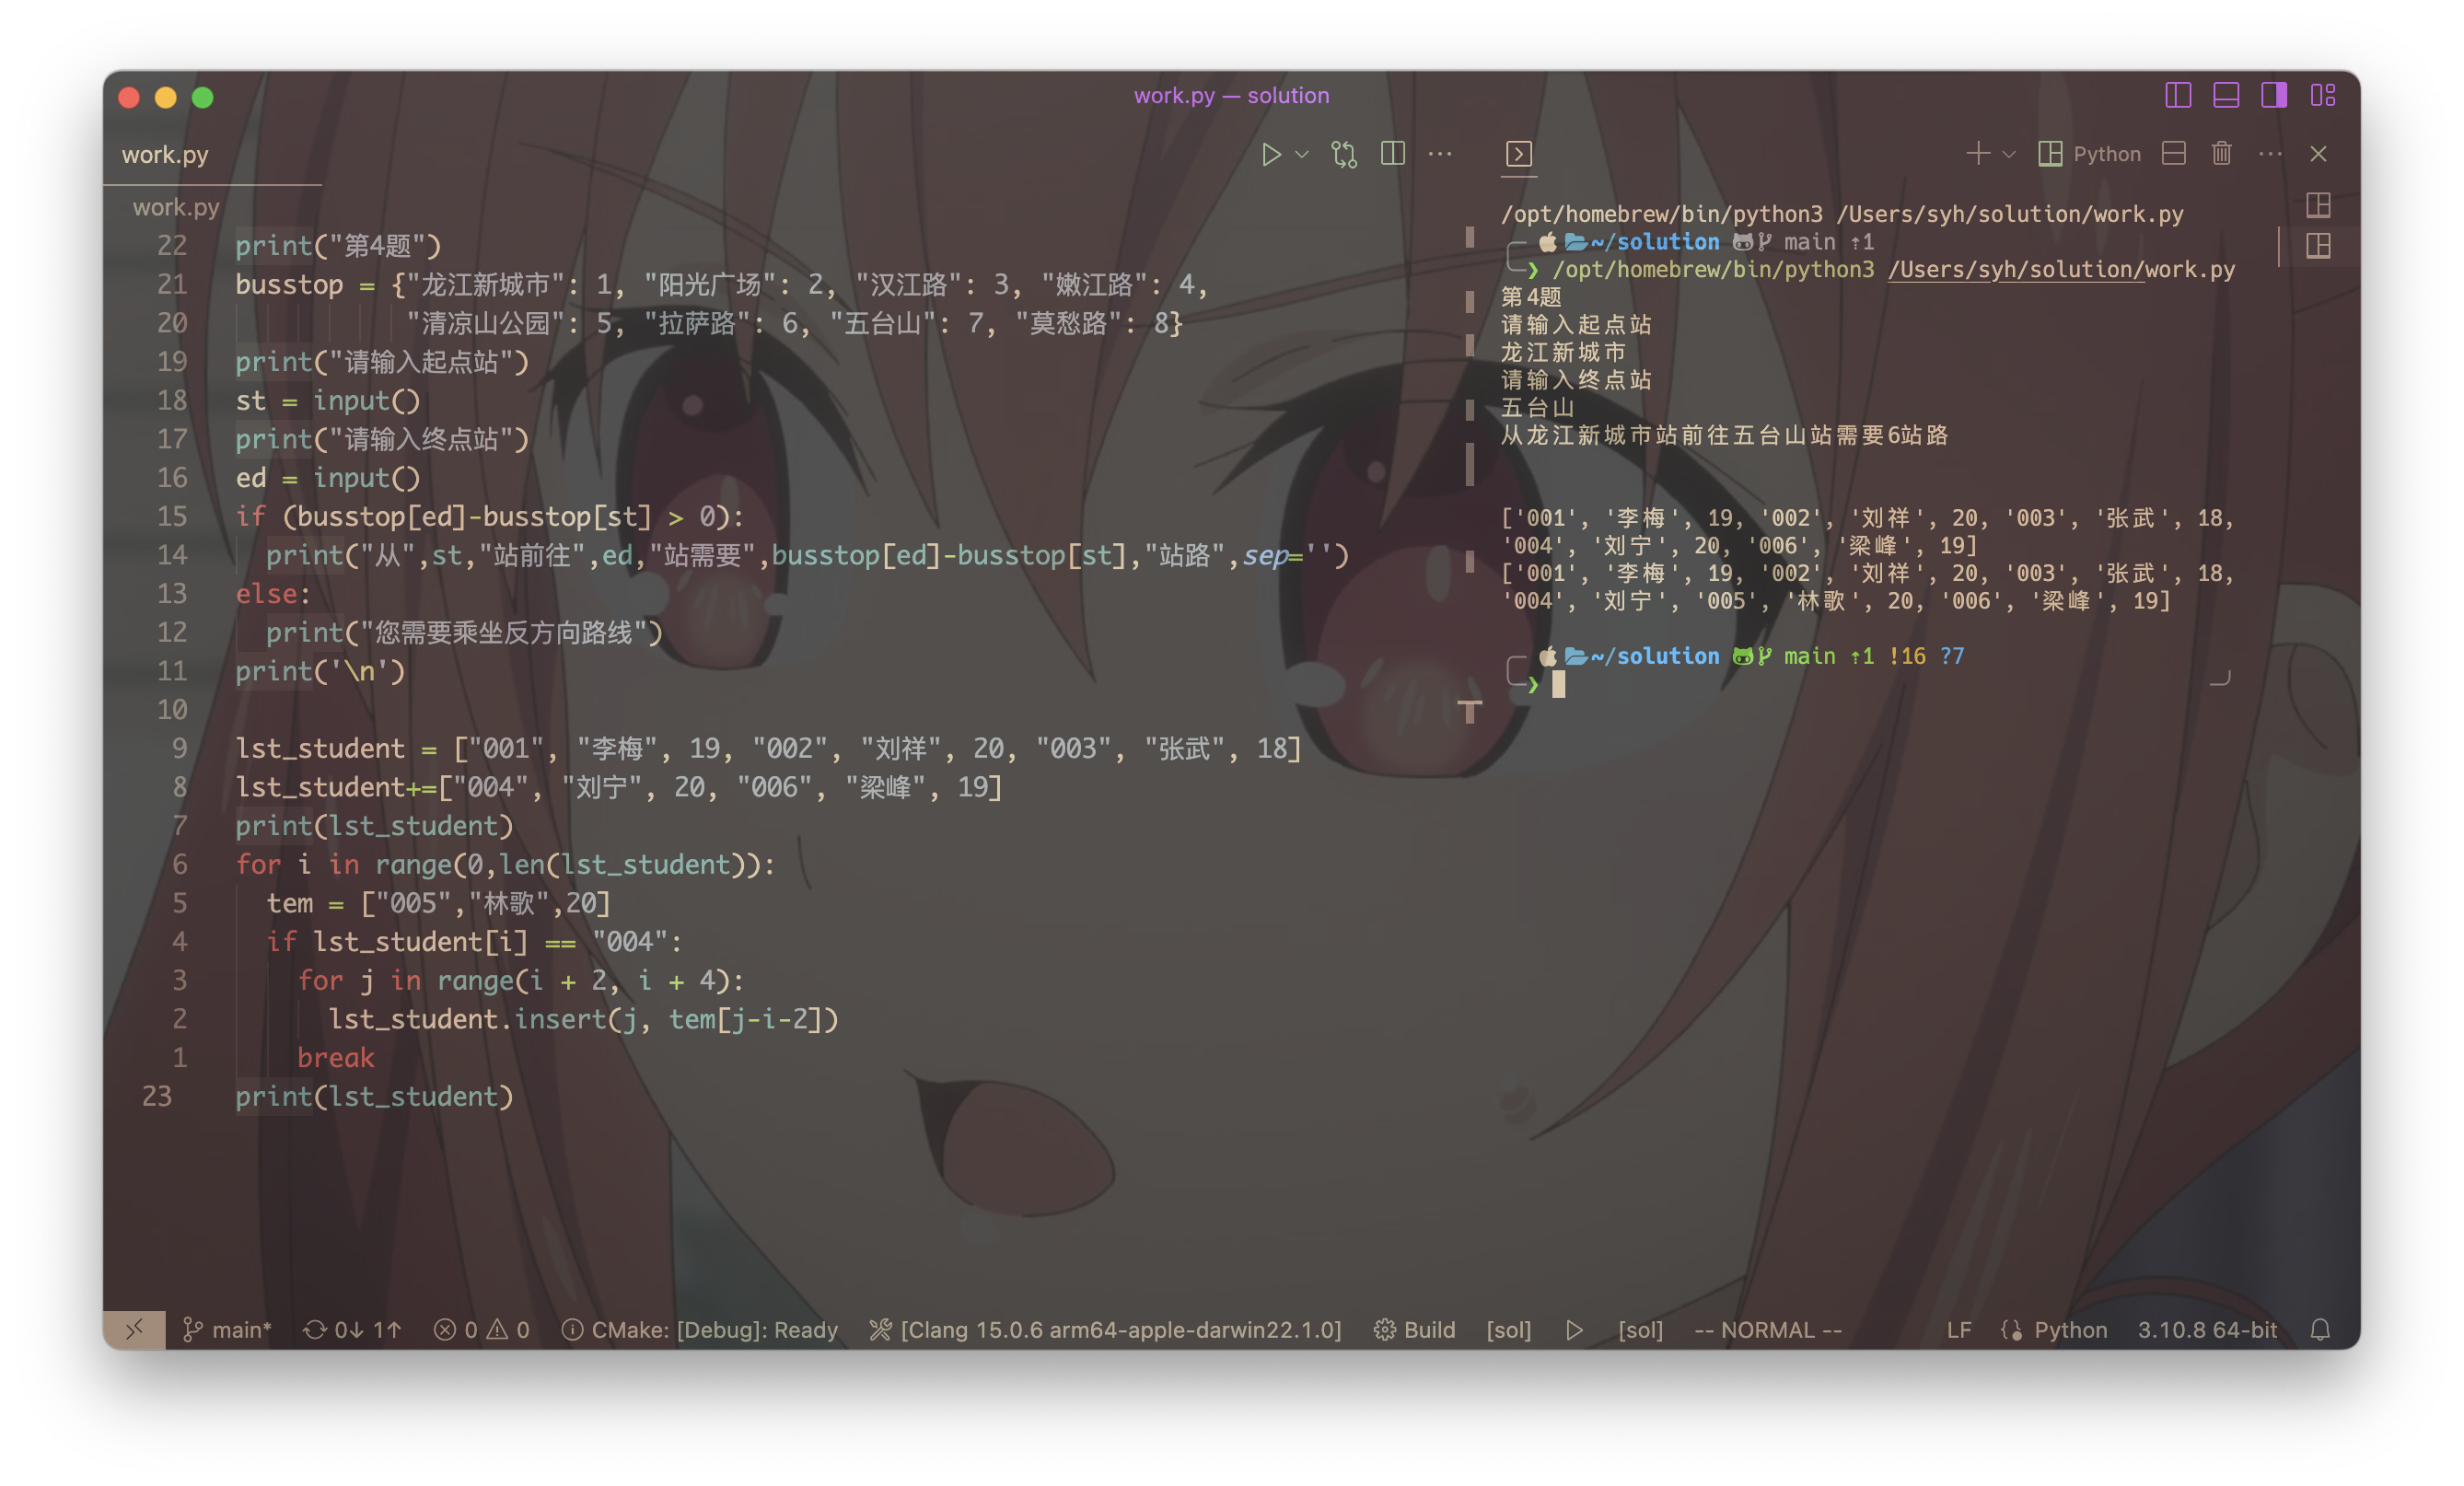 work.py — solution
work.py
work.py
22 print("第4题")
21 busstop = {"龙江新城市": 1, "阳光广场": 2, "汉江路": 3, "嫩江路": 4,
20 "清凉山公园": 5, "拉萨路": 6, "五台山": 7, "莫愁路": 8}
19 print("请输入起点站")
18 st = input()
17 print("请输入终点站")
16 ed = input()
15 if (busstop[ed]-busstop[st] > 0):
14 print("从",st,"站前往",ed,"站需要",busstop[ed]-busstop[st],"站路",sep='')
13 else:
12 print("您需要乘坐反方向路线")
11 print('\n')
10
9 lst_student = ["001", "李梅", 19, "002", "刘祥", 20, "003", "张武", 18]
8 lst_student+=["004", "刘宁", 20, "006", "梁峰", 19]
7 print(lst_student)
6 for i in range(0,len(lst_student)):
5 tem = ["005","林歌",20]
4 if lst_student[i] == "004":
3 for j in range(i + 2, i + 4):
2 lst_student.insert(j, tem[j-i-2])
1 break
23 print(lst_student)
Python
/opt/homebrew/bin/python3 /Users/syh/solution/work.py
~/solution main ⇡1
❯ /opt/homebrew/bin/python3 /Users/syh/solution/work.py
第4题
请输入起点站
龙江新城市
请输入终点站
五台山
从龙江新城市站前往五台山站需要6站路
['001', '李梅', 19, '002', '刘祥', 20, '003', '张武', 18,
'004', '刘宁', 20, '006', '梁峰', 19]
['001', '李梅', 19, '002', '刘祥', 20, '003', '张武', 18,
'004', '刘宁', '005', '林歌', 20, '006', '梁峰', 19]
~/solution main ⇡1 !16 ?7
❯
main* 0↓ 1↑ 0 0 CMake: [Debug]: Ready [Clang 15.0.6 arm64-apple-darwin22.1.0] Build [sol] [sol] -- NORMAL -- LF Python 3.10.8 64-bit